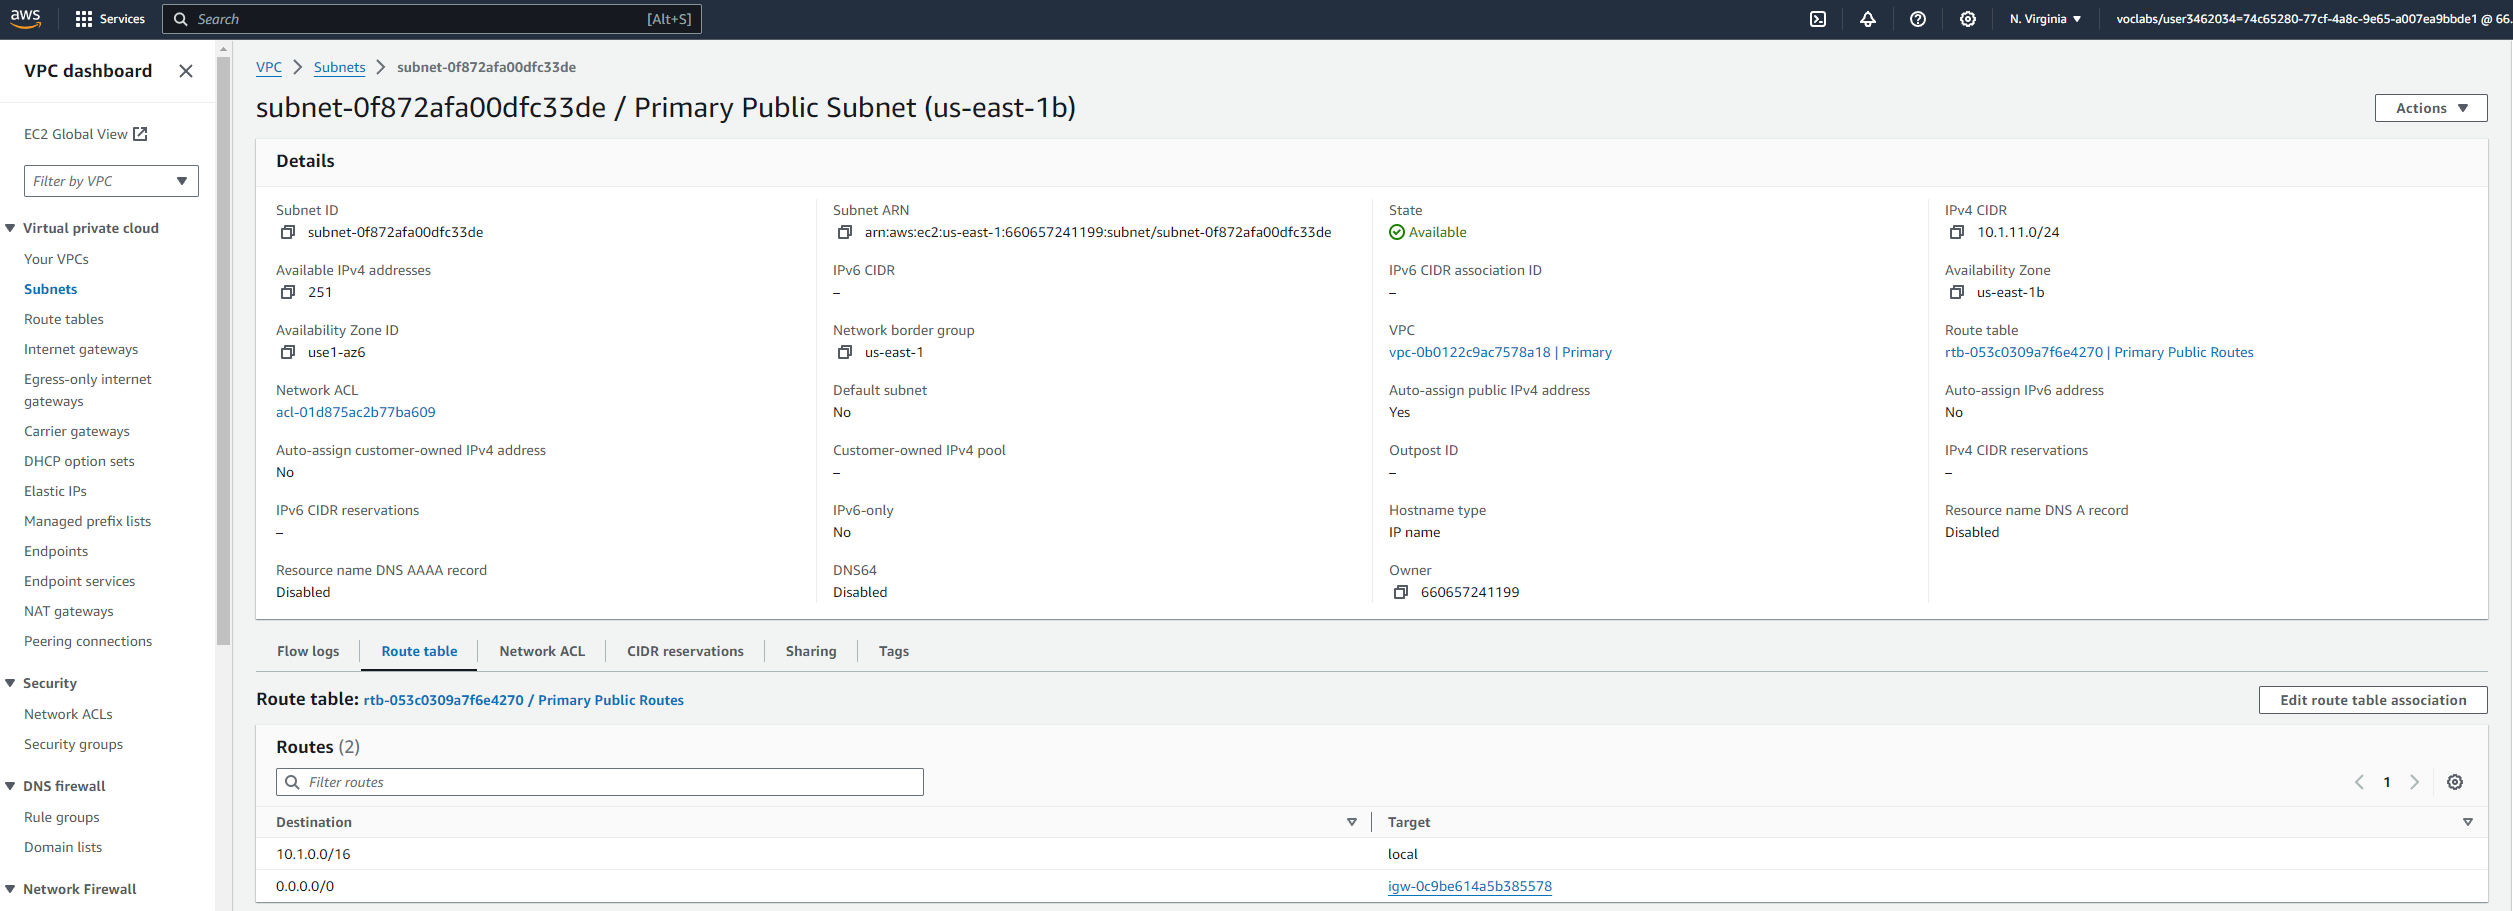 aws Services Search [Alt+S] N. Virginia voclabs/user3462034=74c65280-77cf-4a8c-9e65-a007ea9bbde1 @ 66.
VPC dashboard
EC2 Global View
Filter by VPC
Virtual private cloud
Your VPCs
Subnets
Route tables
Internet gateways
Egress-only internet
gateways
Carrier gateways
DHCP option sets
Elastic IPs
Managed prefix lists
Endpoints
Endpoint services
NAT gateways
Peering connections
Security
Network ACLs
Security groups
DNS firewall
Rule groups
Domain lists
Network Firewall
VPC Subnets subnet-0f872afa00dfc33de
subnet-0f872afa00dfc33de / Primary Public Subnet (us-east-1b)
Actions
Details
Subnet ID
subnet-0f872afa00dfc33de
Subnet ARN
arn:aws:ec2:us-east-1:660657241199:subnet/subnet-0f872afa00dfc33de
State
Available
IPv4 CIDR
10.1.11.0/24
Available IPv4 addresses
251
IPv6 CIDR
–
IPv6 CIDR association ID
–
Availability Zone
us-east-1b
Availability Zone ID
use1-az6
Network border group
us-east-1
VPC
vpc-0b0122c9ac7578a18 | Primary
Route table
rtb-053c0309a7f6e4270 | Primary Public Routes
Network ACL
acl-01d875ac2b77ba609
Default subnet
No
Auto-assign public IPv4 address
Yes
Auto-assign IPv6 address
No
Auto-assign customer-owned IPv4 address
No
Customer-owned IPv4 pool
–
Outpost ID
–
IPv4 CIDR reservations
–
IPv6 CIDR reservations
–
IPv6-only
No
Hostname type
IP name
Resource name DNS A record
Disabled
Resource name DNS AAAA record
Disabled
DNS64
Disabled
Owner
660657241199
Flow logs Route table Network ACL CIDR reservations Sharing Tags
Route table: rtb-053c0309a7f6e4270 / Primary Public Routes
Edit route table association
Routes (2)
Filter routes
1
Destination Target
10.1.0.0/16 local
0.0.0.0/0 igw-0c9be614a5b385578